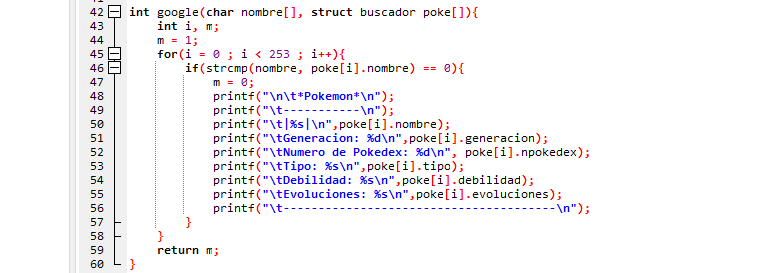 42 int google(char nombre[], struct buscador poke[]){
43 int i, m;
44 m = 1;
45 for(i = 0 ; i < 253 ; i++){
46 if(strcmp(nombre, poke[i].nombre) == 0){
47 m = 0;
48 printf("\n\t*Pokemon*\n");
49 printf("\t-----------\n");
50 printf("\t|%s|\n",poke[i].nombre);
51 printf("\tGeneracion: %d\n",poke[i].generacion);
52 printf("\tNumero de Pokedex: %d\n", poke[i].npokedex);
53 printf("\tTipo: %s\n",poke[i].tipo);
54 printf("\tDebilidad: %s\n",poke[i].debilidad);
55 printf("\tEvoluciones: %s\n",poke[i].evoluciones);
56 printf("\t---------------------------------------\n");
57 }
58 }
59 return m;
60 }